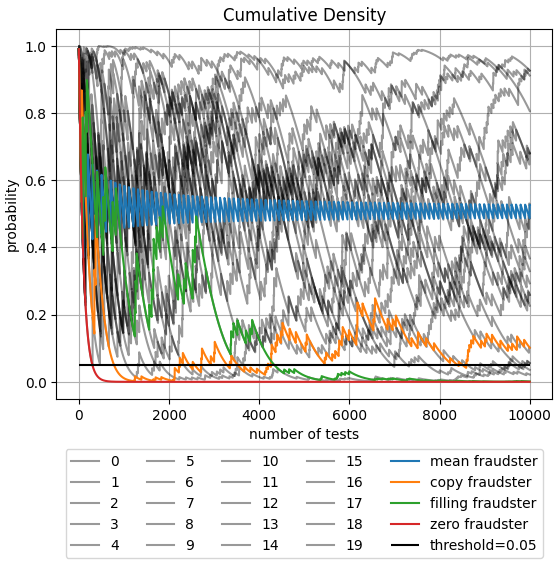 Cumulative Density
1.0
0.8
0.6
0.4
0.2
0.0
probability
0 2000 4000 6000 8000 10000
number of tests
0 5 10 15 mean fraudster
1 6 11 16 copy fraudster
2 7 12 17 filling fraudster
3 8 13 18 zero fraudster
4 9 14 19 threshold=0.05